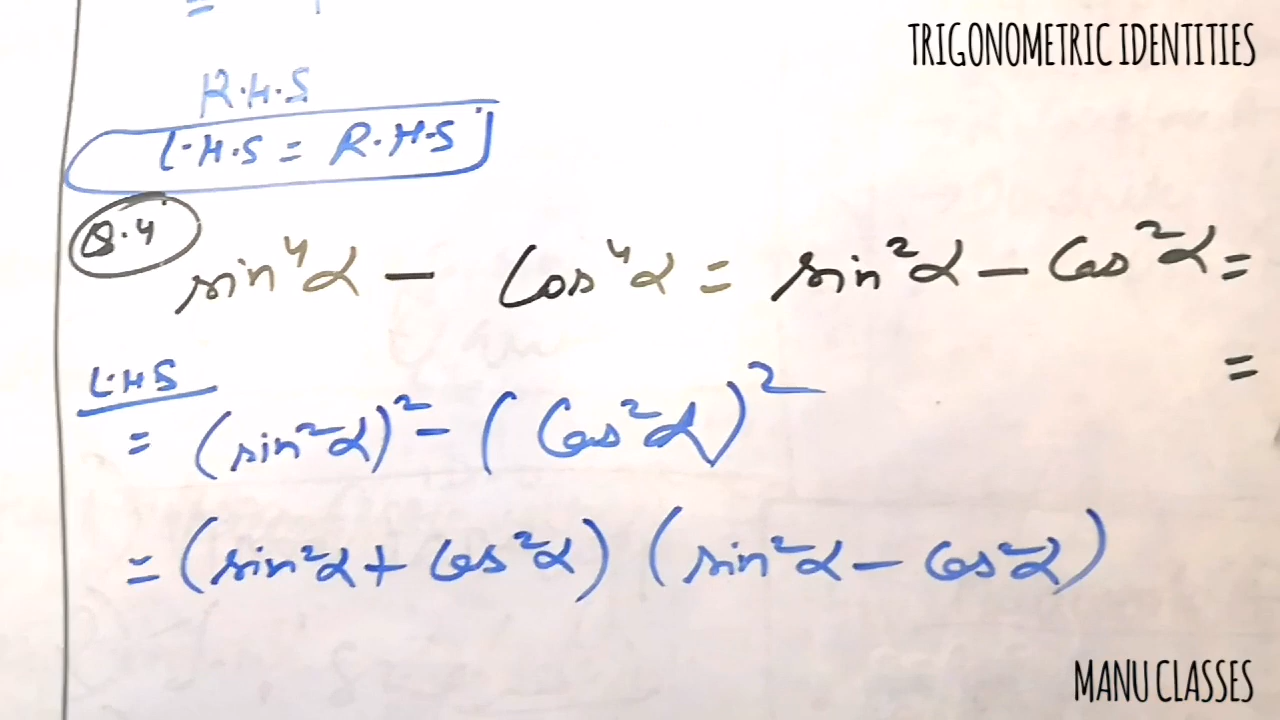 TRIGONOMETRIC IDENTITIES
R.H.S
L.H.S = R.H.S
Q.4
sin⁴α - Cos⁴α = sin²α - Cos²α =
=
L.H.S
= (sin²α)² - (Cos²α)²
= (sin²α + Cos²α) (sin²α - Cos²α)
MANU CLASSES